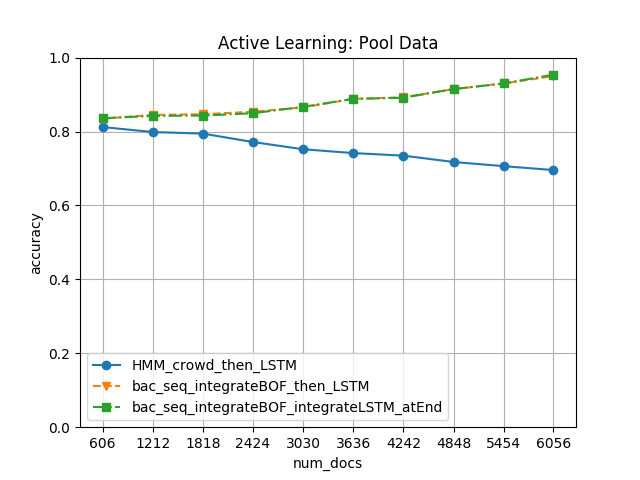 Active Learning: Pool Data
accuracy
1.0
0.8
0.6
0.4
0.2
0.0
HMM_crowd_then_LSTM
bac_seq_integrateBOF_then_LSTM
bac_seq_integrateBOF_integrateLSTM_atEnd
606 1212 1818 2424 3030 3636 4242 4848 5454 6056
num_docs